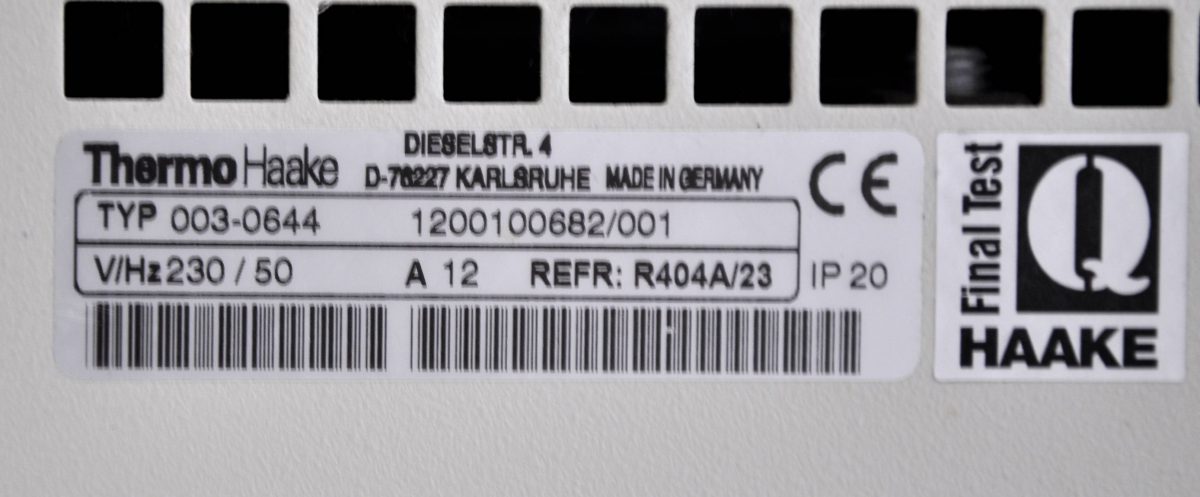 Thermo Haake
DIESELSTR. 4
D-76227 KARLSRUHE MADE IN GERMANY
CE
TYP 003-0644 1200100682/001
V/Hz 230 / 50 A 12 REFR: R404A/23 IP 20
Final Test
Q
HAAKE